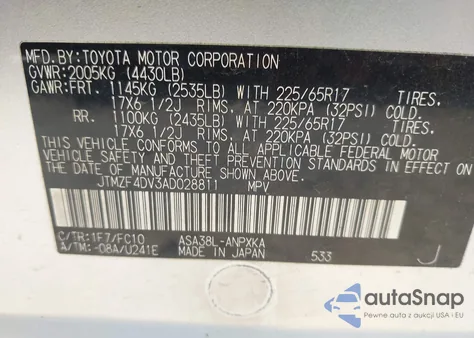 MFD.BY: TOYOTA MOTOR CORPORATION
GVWR: 2005KG (4430LB)
GAWR: FRT. 1145KG (2535LB) WITH 225/65R17 TIRES,
17X6 1/2J RIMS, AT 220KPA (32PSI) COLD.
RR. 1100KG (2435LB) WITH 225/65R17 TIRES,
17X6 1/2J RIMS, AT 220KPA (32PSI) COLD.
THIS VEHICLE CONFORMS TO ALL APPLICABLE FEDERAL MOTOR
VEHICLE SAFETY, BUMPER, AND THEFT PREVENTION STANDARDS
IN EFFECT ON THE DATE OF MANUFACTURE SHOWN ABOVE.
JTMZF4DV3AD028811 MPV
C/TR: 1F7/FC10 ASA38L-ANPXKA
A/TM: -08A/U241E MADE IN JAPAN 533 J
autoSnap
Pewne auta z aukcji USA i EU